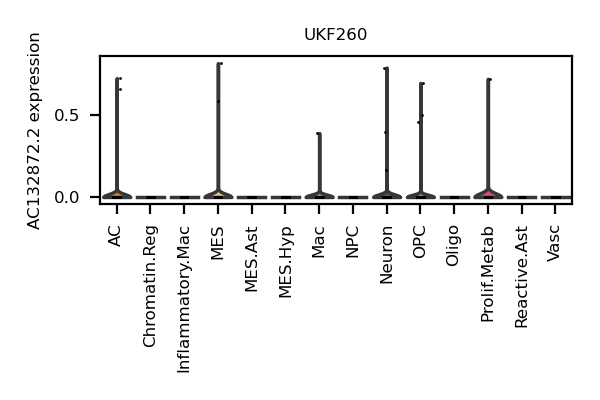 UKF260
AC132872.2 expression
0.5
0.0
AC
Chromatin.Reg
Inflammatory.Mac
MES
MES.Ast
MES.Hyp
Mac
NPC
Neuron
OPC
Oligo
Prolif.Metab
Reactive.Ast
Vasc